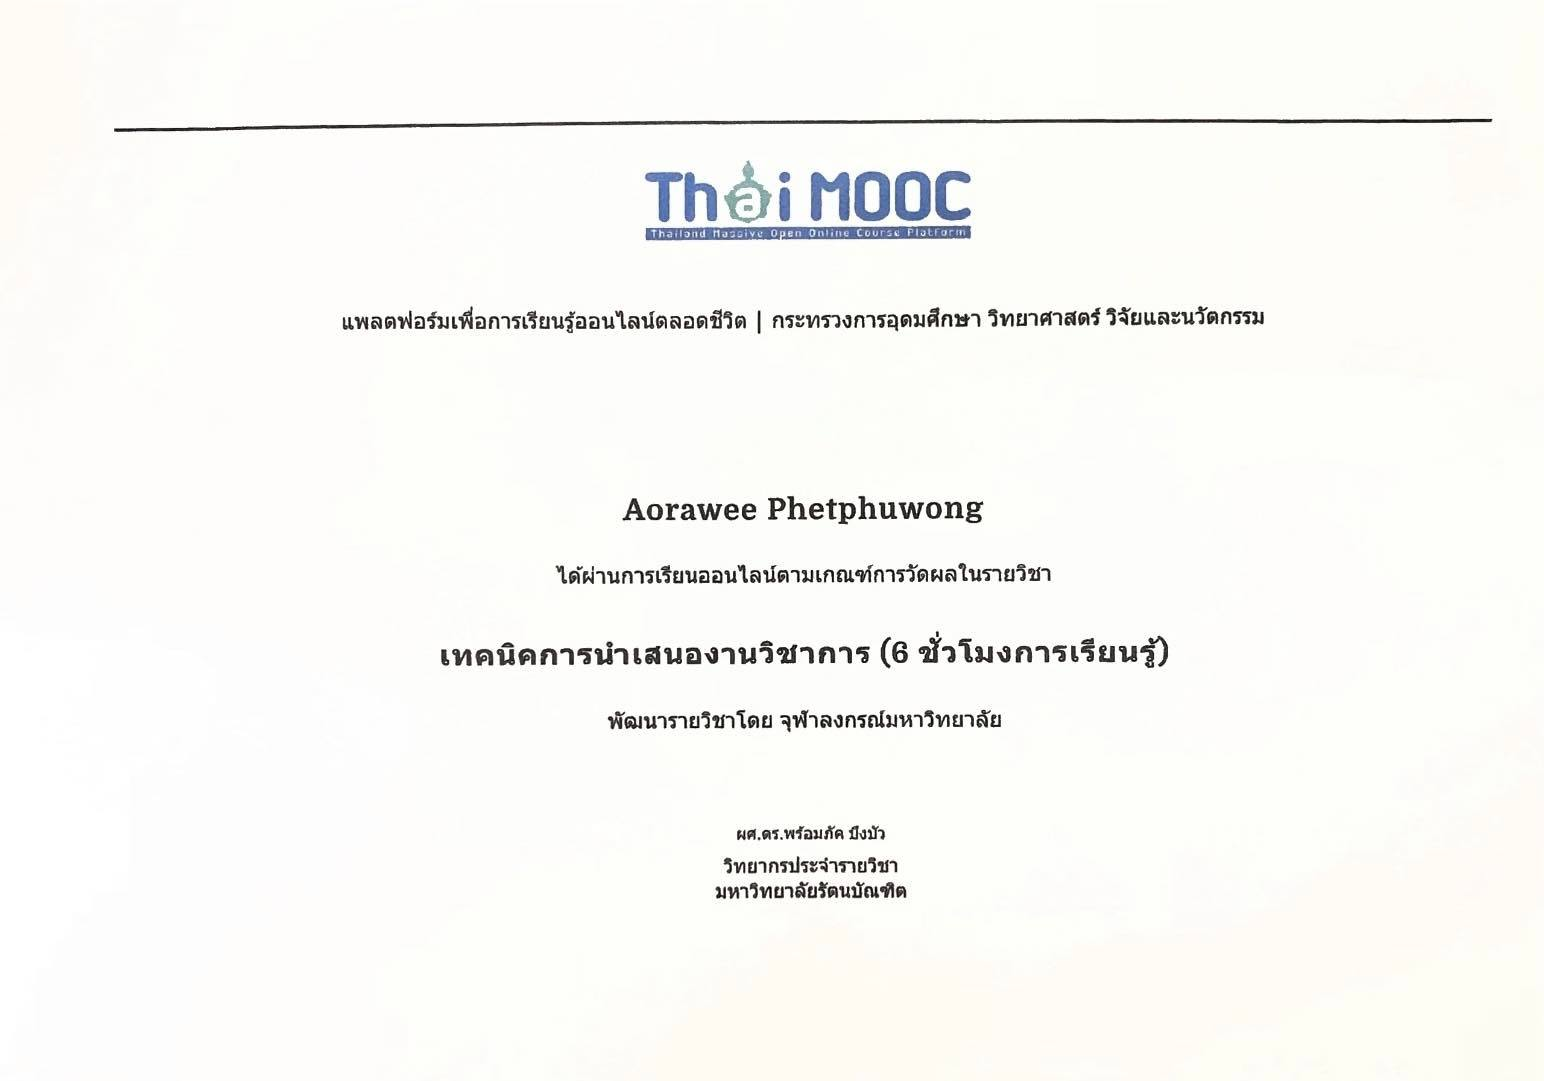 Thai MOOC
Thailand Massive Open Online Course Platform
แพลตฟอร์มเพื่อการเรียนรู้ออนไลน์ตลอดชีวิต | กระทรวงการอุดมศึกษา วิทยาศาสตร์ วิจัยและนวัตกรรม
Aorawee Phetphuwong
ได้ผ่านการเรียนออนไลน์ตามเกณฑ์การวัดผลในรายวิชา
เทคนิคการนำเสนองานวิชาการ (6 ชั่วโมงการเรียนรู้)
พัฒนารายวิชาโดย จุฬาลงกรณ์มหาวิทยาลัย
ผศ.ดร.พร้อมภัค บึงบัว
วิทยากรประจำรายวิชา
มหาวิทยาลัยรัตนบัณฑิต